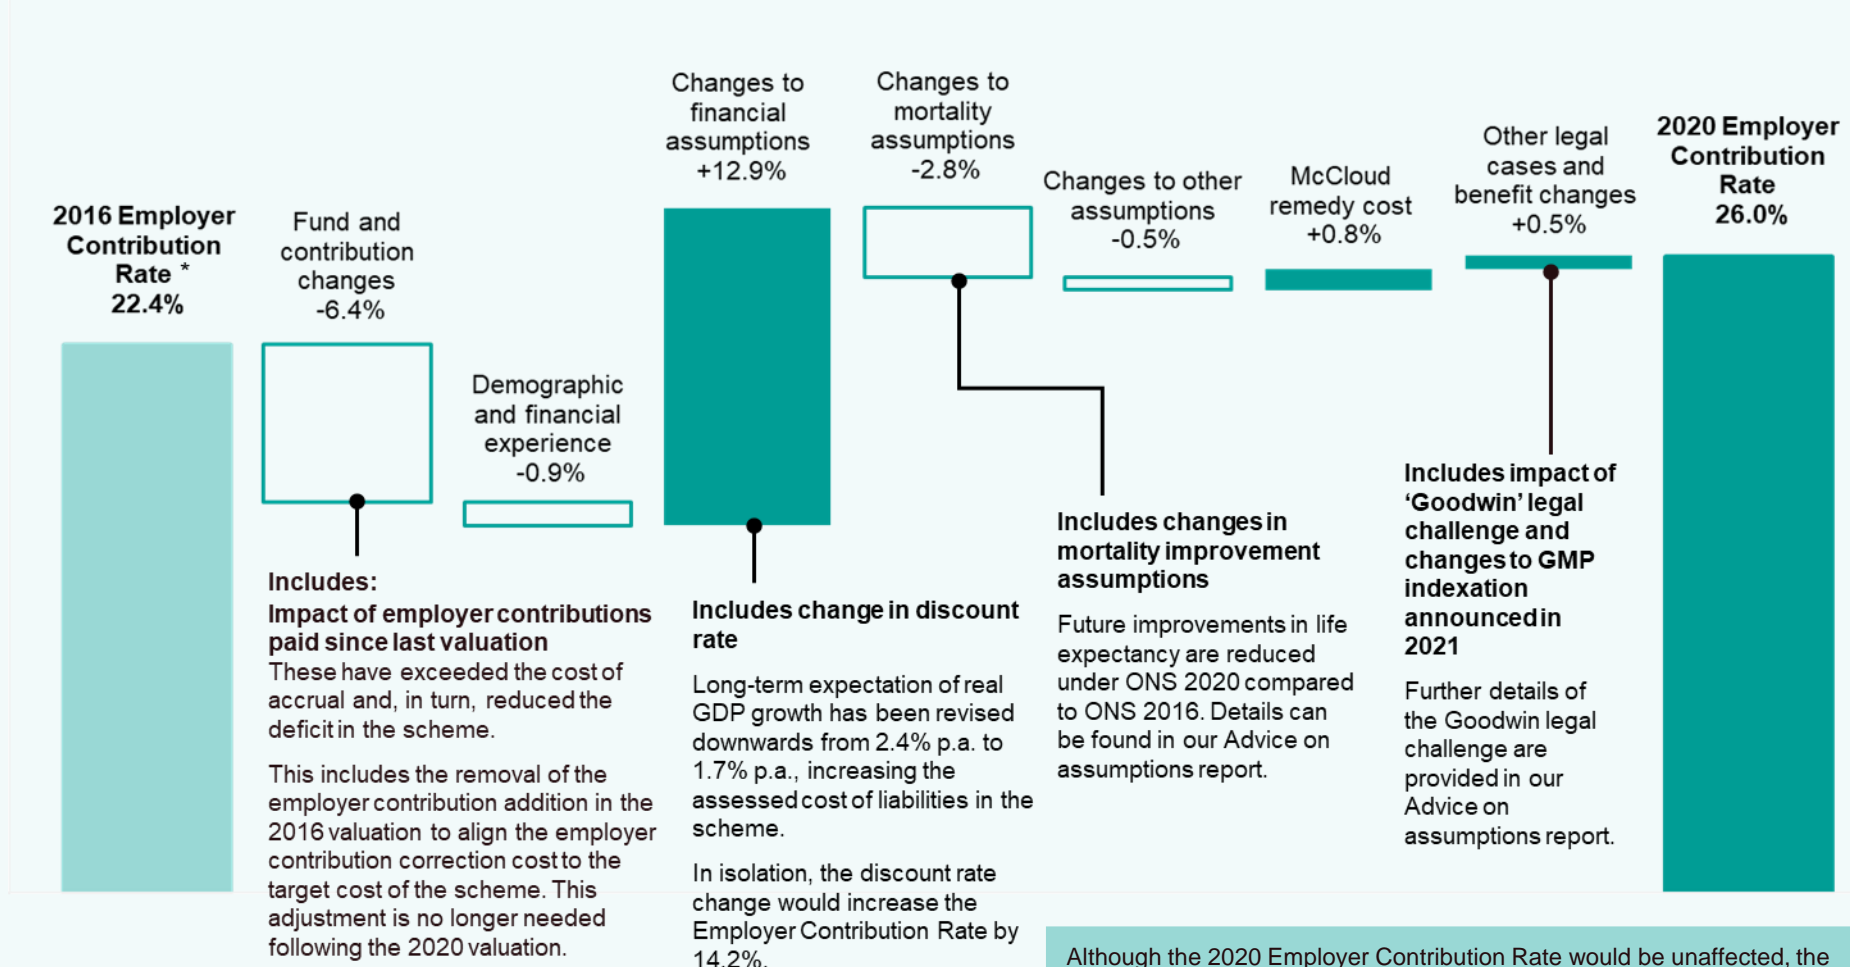 2016 Employer
Contribution
Rate *
22.4%
Fund and
contribution
changes
-6.4%
Demographic
and financial
experience
-0.9%
Changes to
financial
assumptions
+12.9%
Changes to
mortality
assumptions
-2.8%
Changes to other
assumptions
-0.5%
McCloud
remedy cost
+0.8%
Other legal
cases and
benefit changes
+0.5%
2020 Employer
Contribution
Rate
26.0%
Includes:
Impact of employer contributions
paid since last valuation
These have exceeded the cost of
accrual and, in turn, reduced the
deficit in the scheme.
This includes the removal of the
employer contribution addition in the
2016 valuation to align the employer
contribution correction cost to the
target cost of the scheme. This
adjustment is no longer needed
following the 2020 valuation.
Includes change in discount
rate
Long-term expectation of real
GDP growth has been revised
downwards from 2.4% p.a. to
1.7% p.a., increasing the
assessed cost of liabilities in the
scheme.
In isolation, the discount rate
change would increase the
Employer Contribution Rate by
14.2%.
Includes changes in
mortality improvement
assumptions
Future improvements in life
expectancy are reduced
under ONS 2020 compared
to ONS 2016. Details can
be found in our Advice on
assumptions report.
Includes impact of
‘Goodwin’ legal
challenge and
changes to GMP
indexation
announced in
2021
Further details of
the Goodwin legal
challenge are
provided in our
Advice on
assumptions report.
Although the 2020 Employer Contribution Rate would be unaffected, the